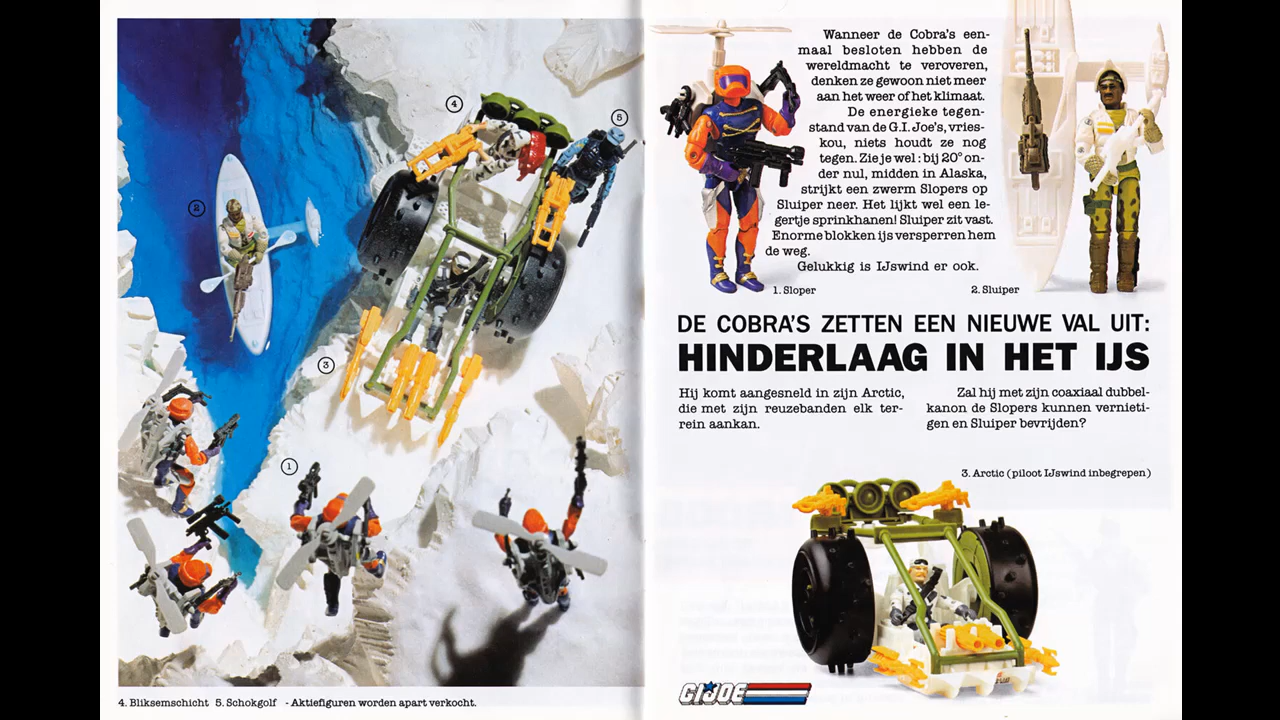 4
5
2
3
1
4. Bliksemschicht 5. Schokgolf - Aktiefiguren worden apart verkocht.
Wanneer de Cobra's een-
maal besloten hebben de
wereldmacht te veroveren,
denken ze gewoon niet meer
aan het weer of het klimaat.
De energieke tegen-
stand van de G.I. Joe's, vries-
kou, niets houdt ze nog
tegen. Zie je wel : bij 20° on-
der nul, midden in Alaska,
strijkt een zwerm Slopers op
Sluiper neer. Het lijkt wel een le-
gertje sprinkhanen! Sluiper zit vast.
Enorme blokken ijs versperren hem
de weg.
Gelukkig is IJswind er ook.
1. Sloper
2. Sluiper
DE COBRA'S ZETTEN EEN NIEUWE VAL UIT:
HINDERLAAG IN HET IJS
Hij komt aangesneld in zijn Arctic,
die met zijn reuzebanden elk ter-
rein aankan.
Zal hij met zijn coaxiaal dubbel-
kanon de Slopers kunnen vernieti-
gen en Sluiper bevrijden?
3. Arctic (piloot IJswind inbegrepen)
GI JOE